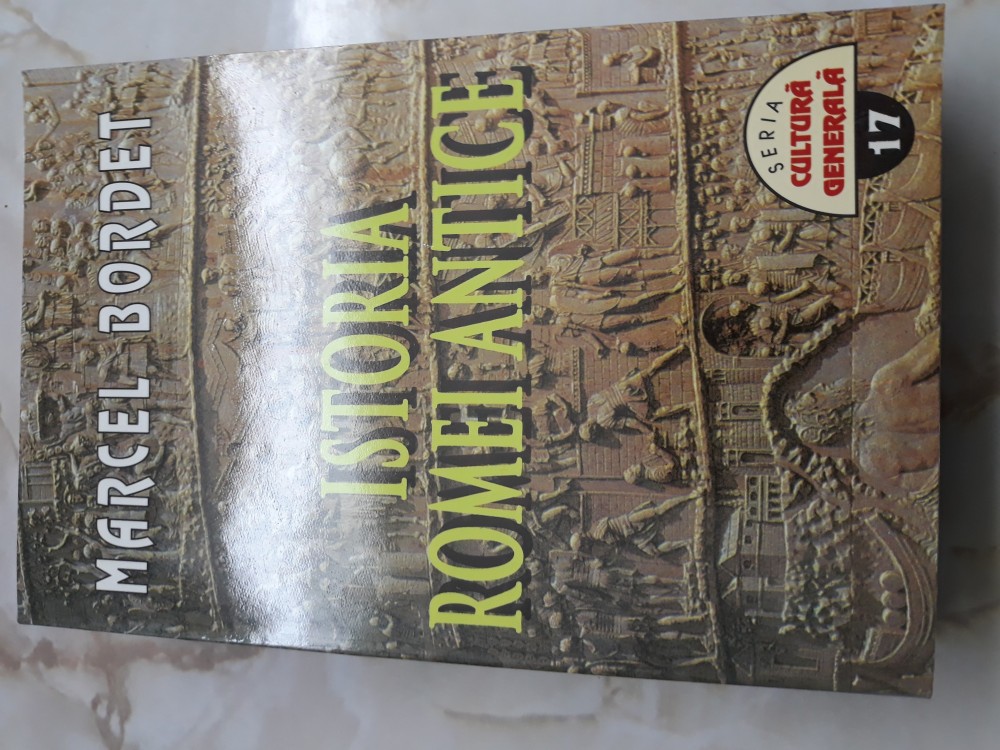 MARCEL BORDET
ISTORIA
ROMEI ANTICE
SERIA
CULTURĂ
GENERALĂ
17